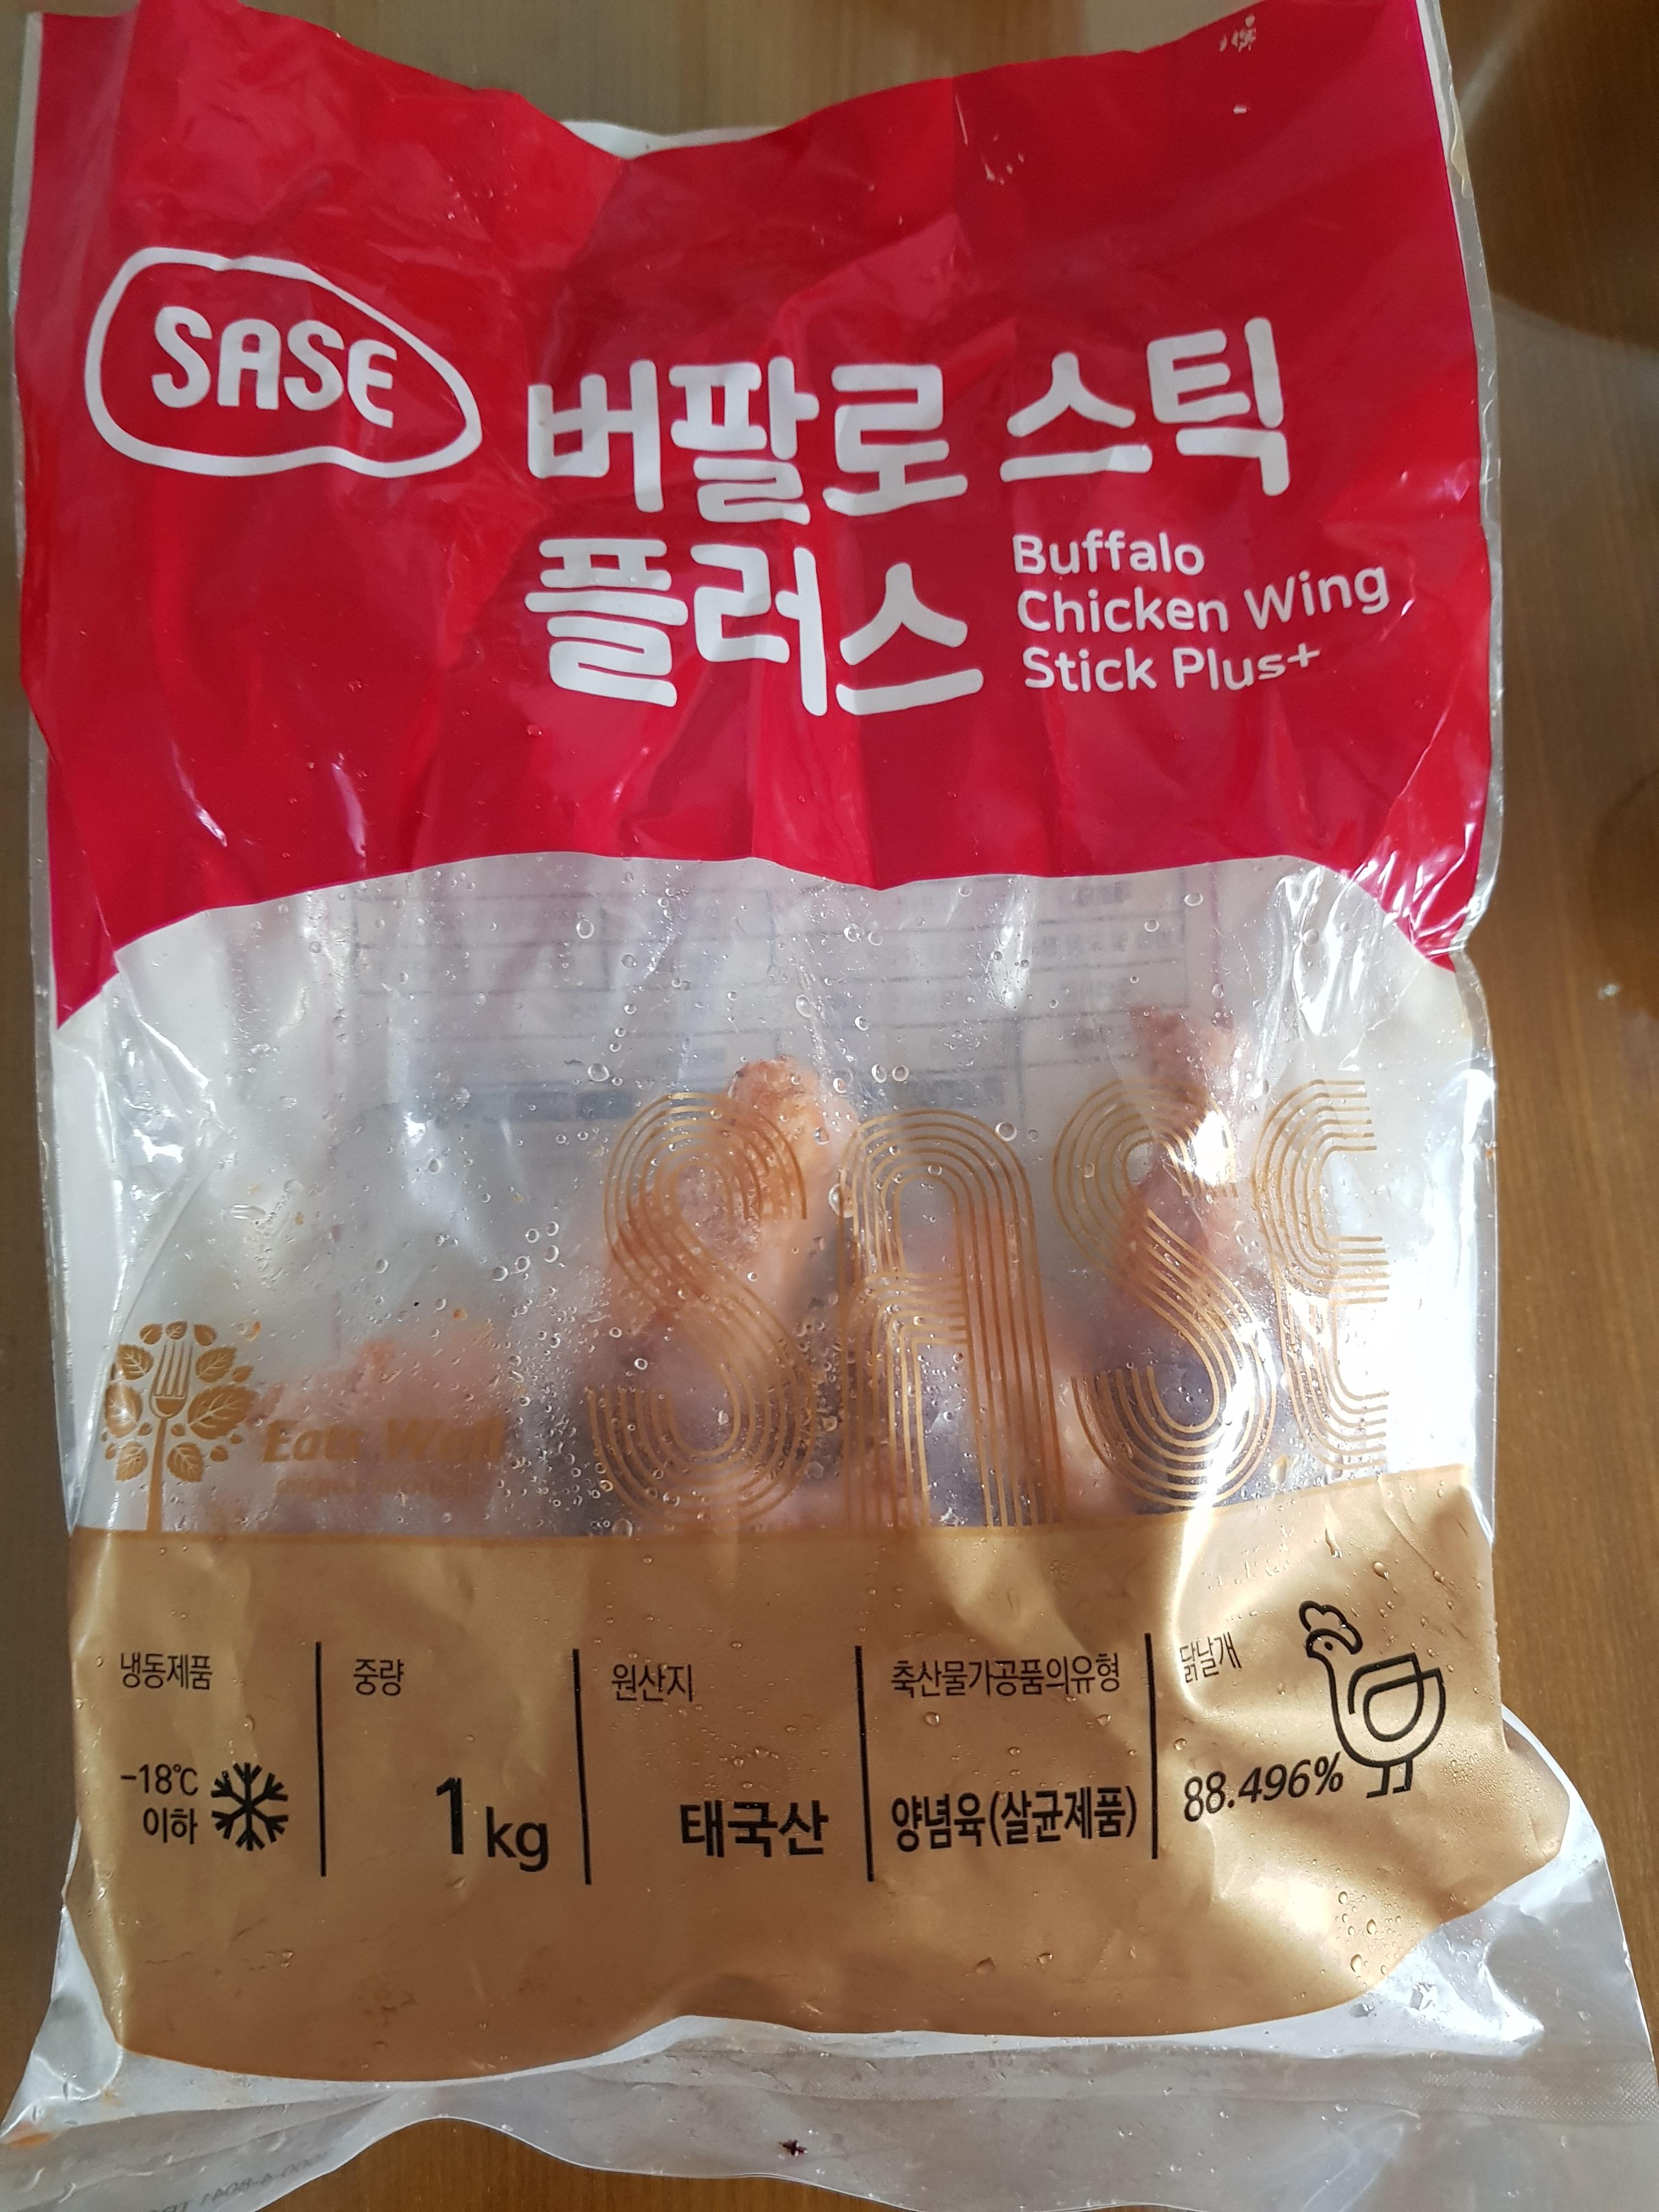 SASE
버팔로 스틱
플러스
Buffalo
Chicken Wing
Stick Plus+
SASE
Eats Well
냉동제품
-18℃
이하
중량
1kg
원산지
태국산
축산물가공품의유형
양념육(살균제품)
닭날개
88.496%